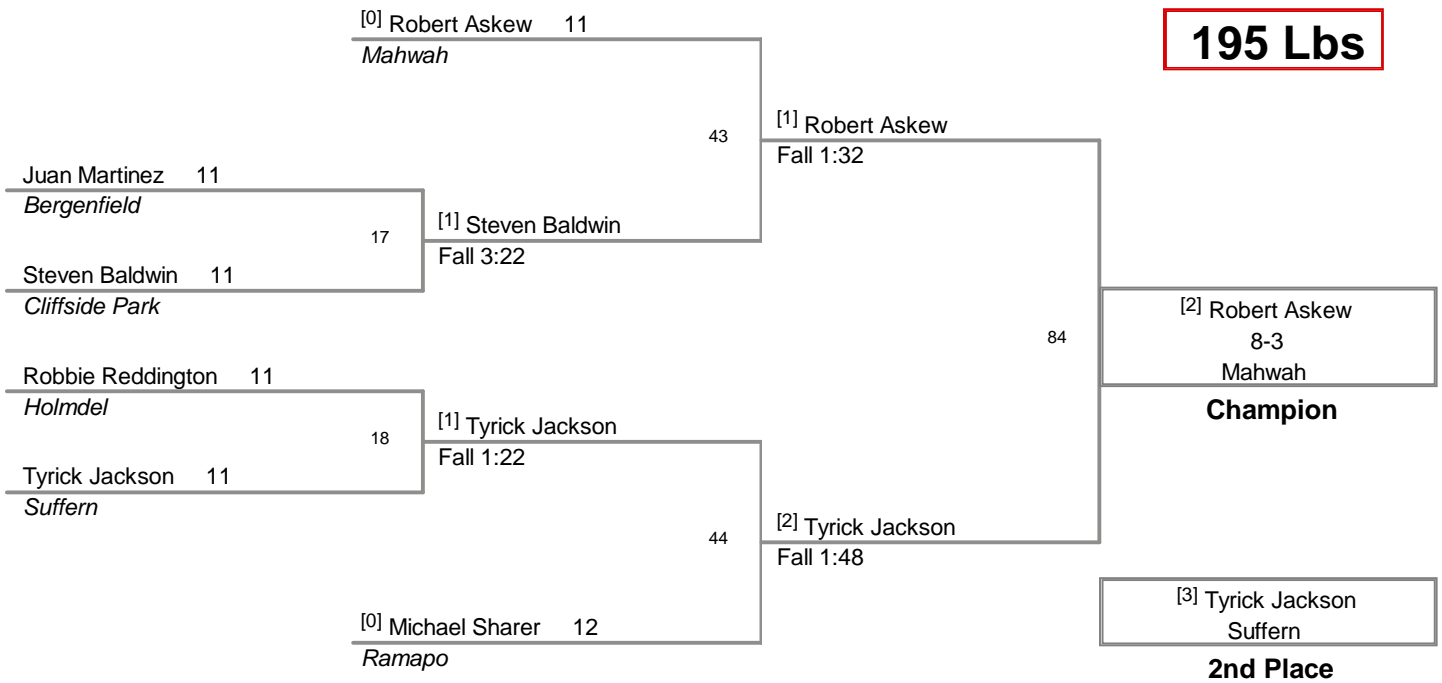 [0] Robert Askew 11
Mahwah
195 Lbs
43
[1] Robert Askew
Fall 1:32
Juan Martinez 11
Bergenfield
17
[1] Steven Baldwin
Fall 3:22
Steven Baldwin 11
Cliffside Park
84
[2] Robert Askew
8-3
Mahwah
Champion
Robbie Reddington 11
Holmdel
18
[1] Tyrick Jackson
Fall 1:22
Tyrick Jackson 11
Suffern
44
[2] Tyrick Jackson
Fall 1:48
[0] Michael Sharer 12
Ramapo
[3] Tyrick Jackson
Suffern
2nd Place